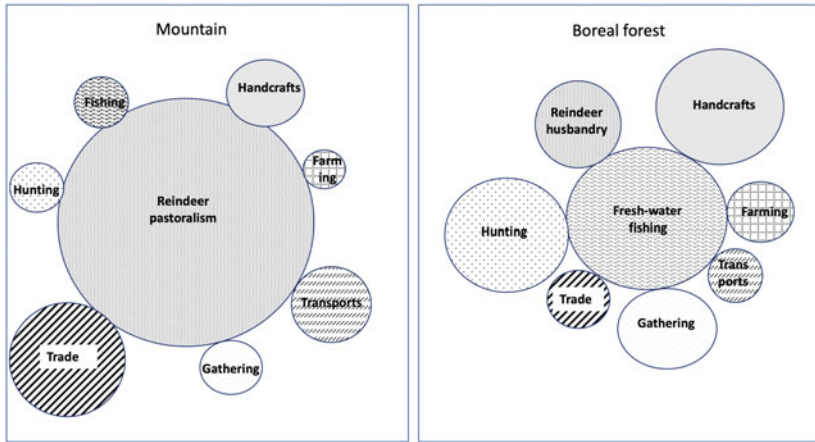 Mountain
Fishing
Handcrafts
Hunting
Farm
ing
Reindeer
pastoralism
Transports
Trade
Gathering
Boreal forest
Reindeer
husbandry
Handcrafts
Hunting
Fresh-water
fishing
Farming
Trans
ports
Trade
Gathering